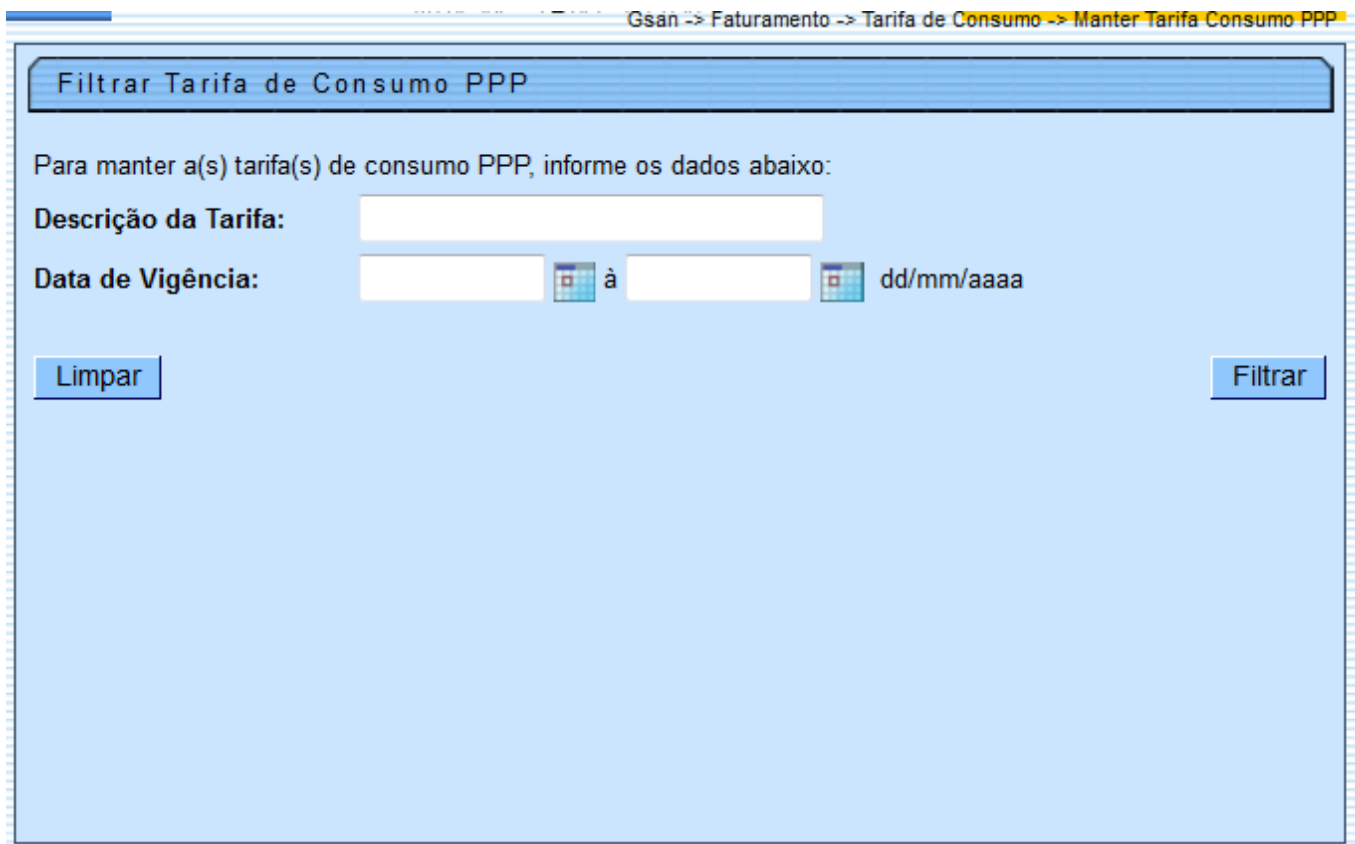 Gsan -> Faturamento -> Tarifa de Consumo -> Manter Tarifa Consumo PPP
Filtrar Tarifa de Consumo PPP
Para manter a(s) tarifa(s) de consumo PPP, informe os dados abaixo:
Descrição da Tarifa:
Data de Vigência: à dd/mm/aaaa
Limpar Filtrar